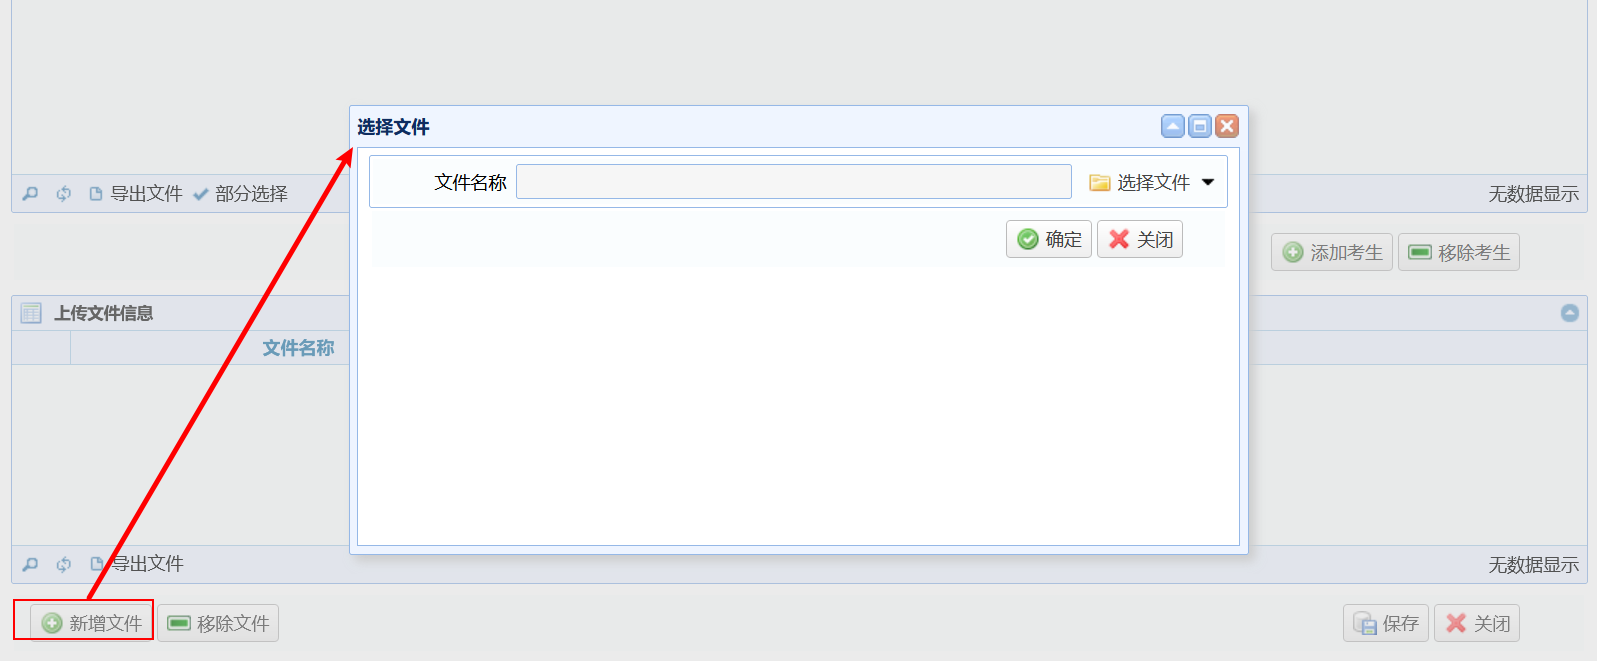 选择文件
文件名称 选择文件
确定 关闭
导出文件 部分选择 无数据显示
添加考生 移除考生
上传文件信息
文件名称
导出文件 无数据显示
新增文件 移除文件 保存 关闭